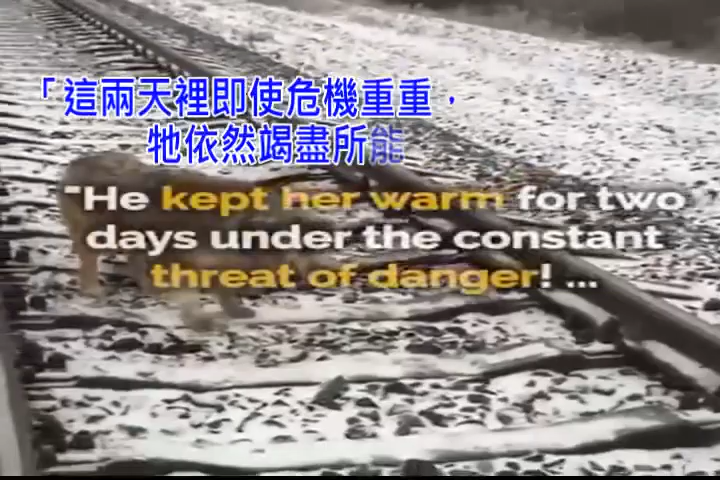 「這兩天裡即使危機重重，
牠依然竭盡所能
"He kept her warm for two
days under the constant
threat of danger! ...